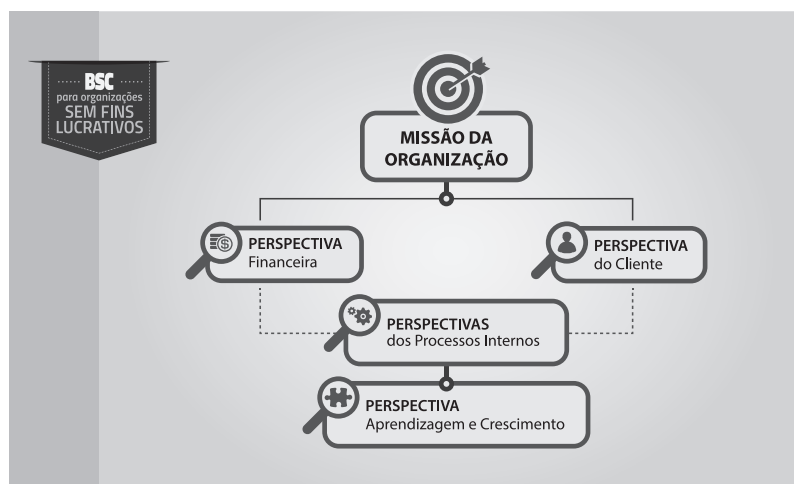 BSC
para organizações
SEM FINS
LUCRATIVOS
MISSÃO DA
ORGANIZAÇÃO
PERSPECTIVA
Financeira
PERSPECTIVA
do Cliente
PERSPECTIVAS
dos Processos Internos
PERSPECTIVA
Aprendizagem e Crescimento